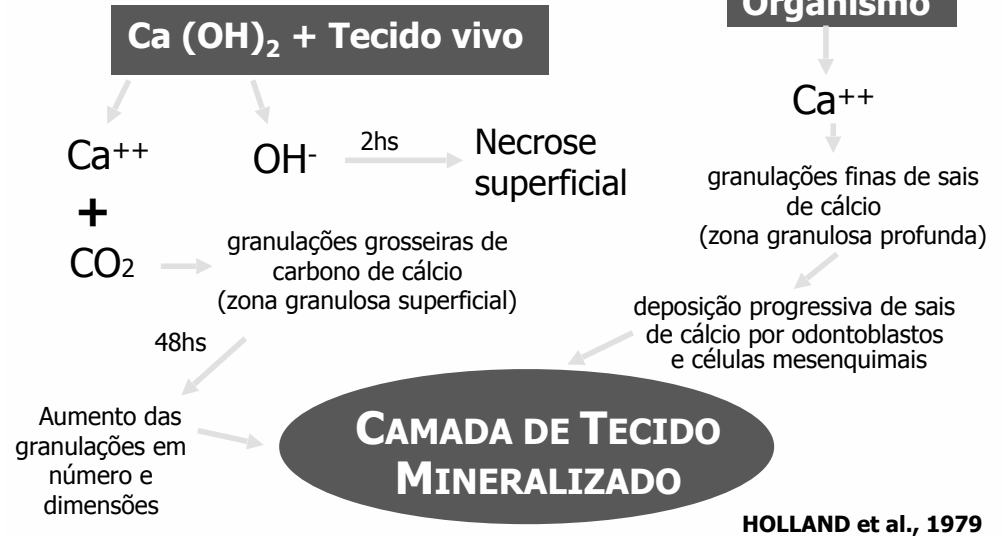 Ca (OH)2 + Tecido vivo
Ca++
+
CO2
OH-
2hs
Necrose
superficial
granulações grosseiras de
carbono de cálcio
(zona granulosa superficial)
48hs
Aumento das
granulações em
número e
dimensões
Organismo
Ca++
granulações finas de sais
de cálcio
(zona granulosa profunda)
deposição progressiva de sais
de cálcio por odontoblastos
e células mesenquimais
CAMADA DE TECIDO
MINERALIZADO
HOLLAND et al., 1979